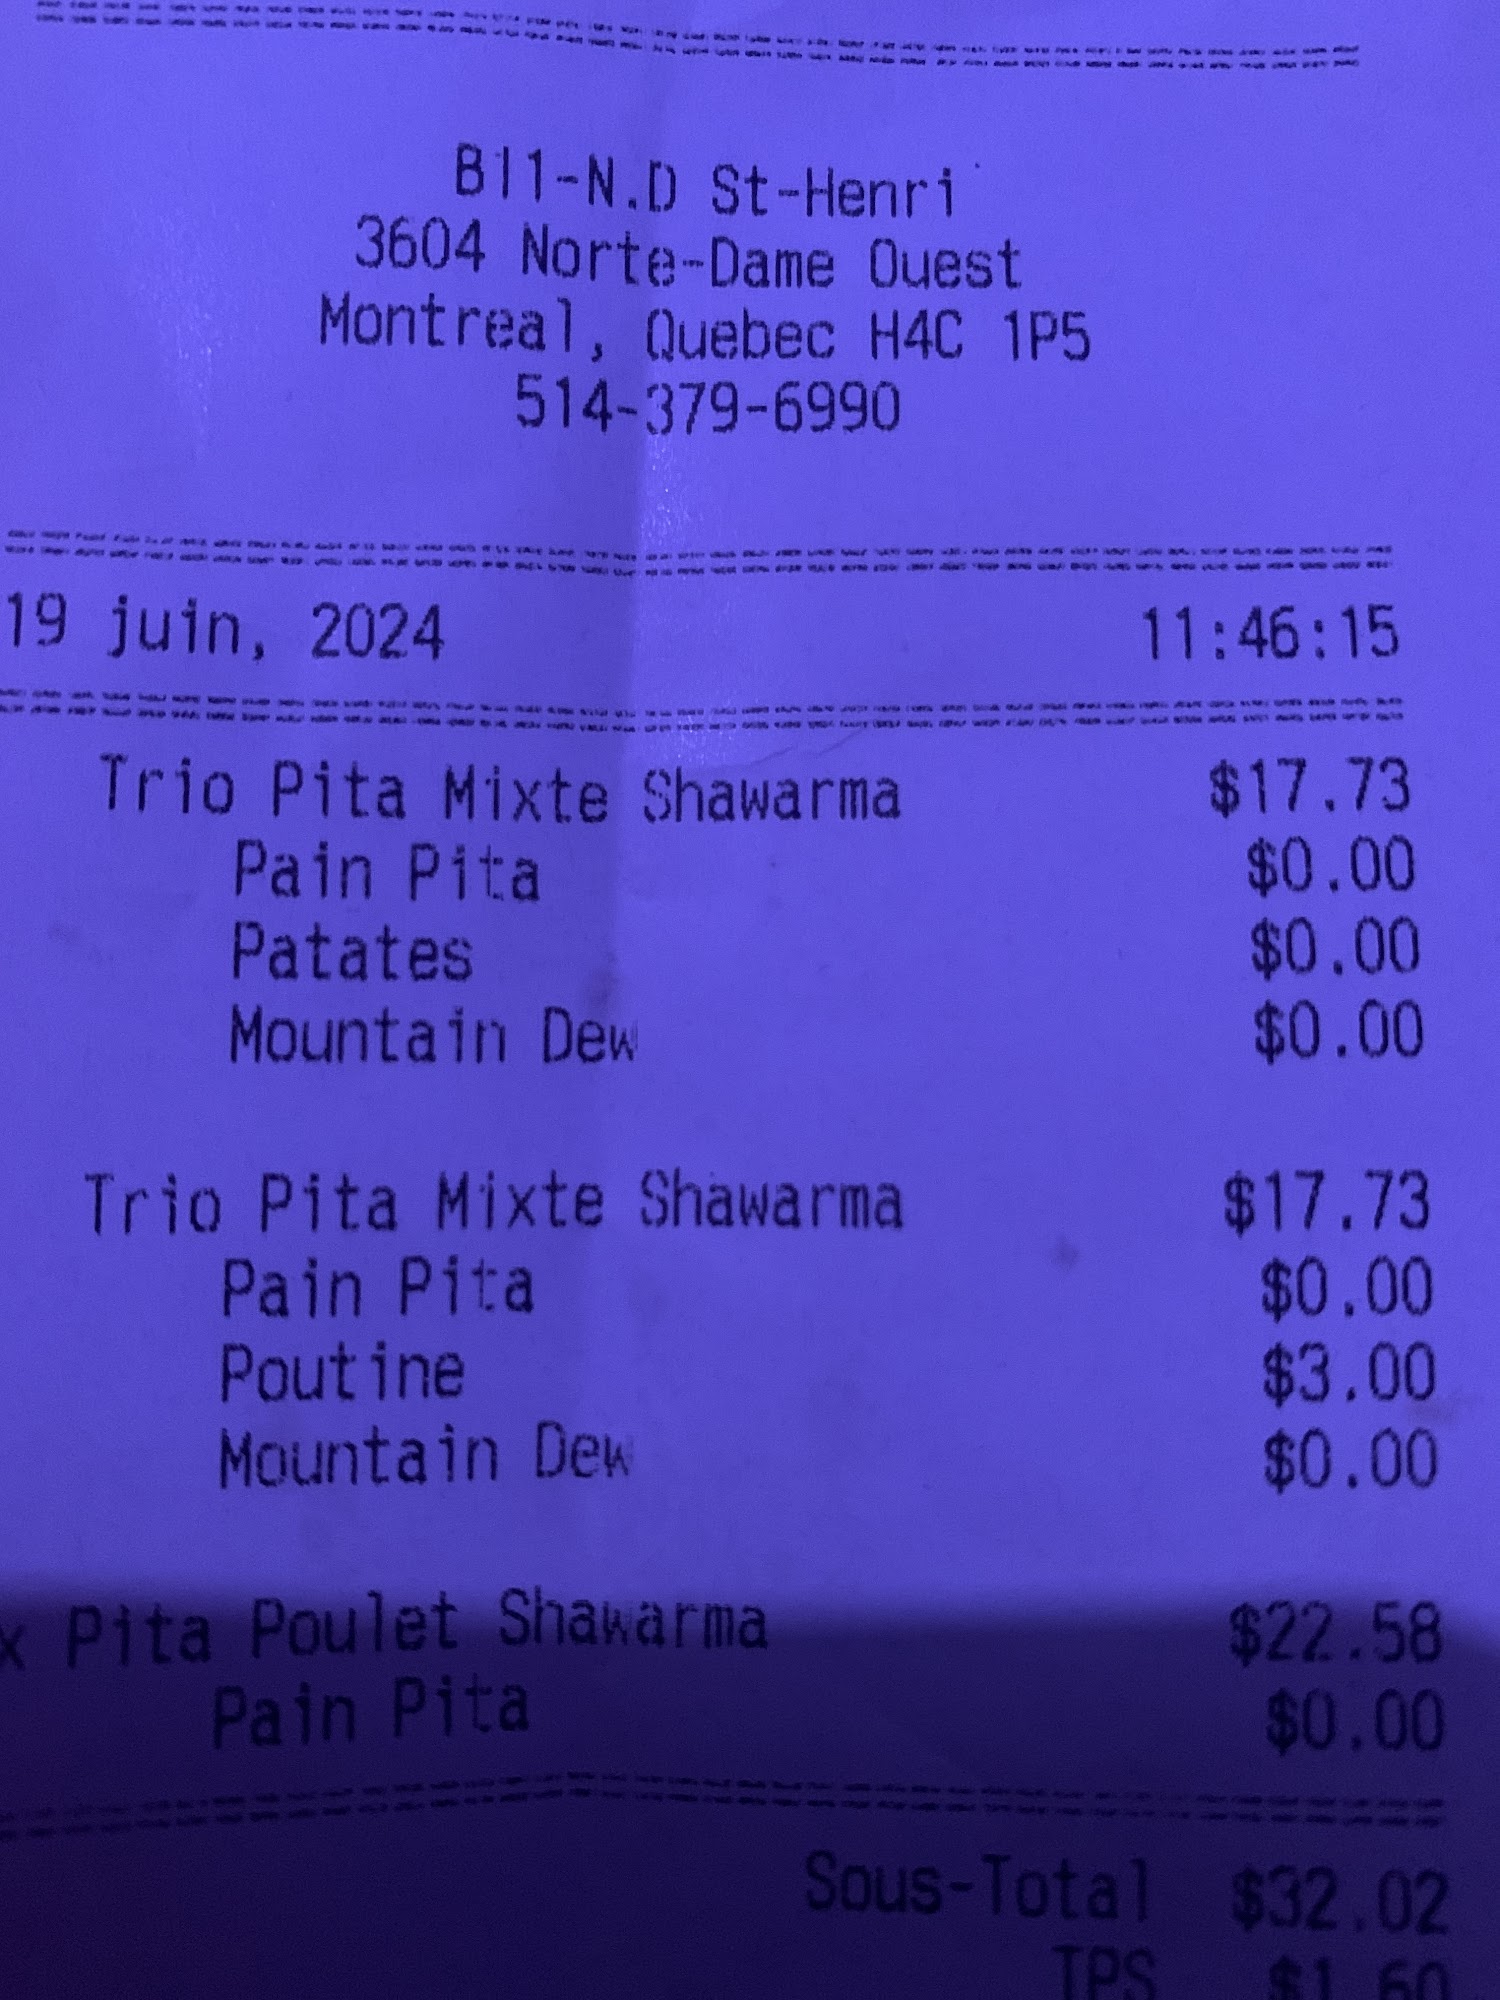 B11-N.D St-Henri
3604 Norte-Dame Ouest
Montreal, Quebec H4C 1P5
514-379-6990
19 juin, 2024 11:46:15
Trio Pita Mixte Shawarma $17.73
Pain Pita $0.00
Patates $0.00
Mountain Dew $0.00
Trio Pita Mixte Shawarma $17.73
Pain Pita $0.00
Poutine $3.00
Mountain Dew $0.00
x Pita Poulet Shawarma $22.58
Pain Pita $0.00
Sous-Total $32.02
TPS $1.60